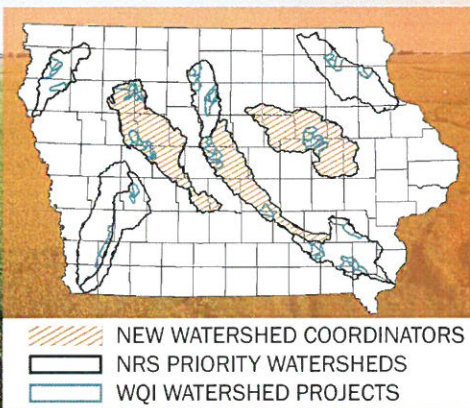 NEW WATERSHED COORDINATORS
NRS PRIORITY WATERSHEDS
WQI WATERSHED PROJECTS